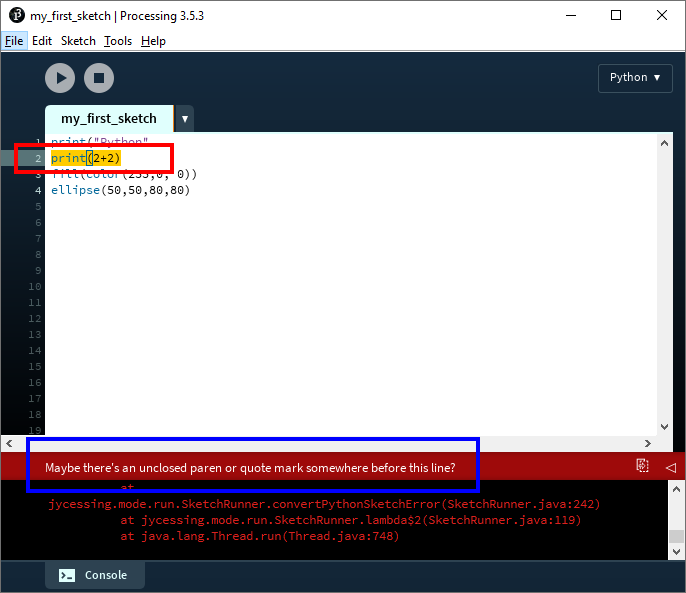 my_first_sketch | Processing 3.5.3
File Edit Sketch Tools Help
Python ▼
my_first_sketch ▼
1 print("Python"
2 print(2+2)
3 fill(color(255,0, 0))
4 ellipse(50,50,80,80)
5
6
7
8
9
10
11
12
13
14
15
16
17
18
19
Maybe there's an unclosed paren or quote mark somewhere before this line?
at
jycessing.mode.run.SketchRunner.convertPythonSketchError(SketchRunner.java:242)
at jycessing.mode.run.SketchRunner.lambda$2(SketchRunner.java:119)
at java.lang.Thread.run(Thread.java:748)
Console